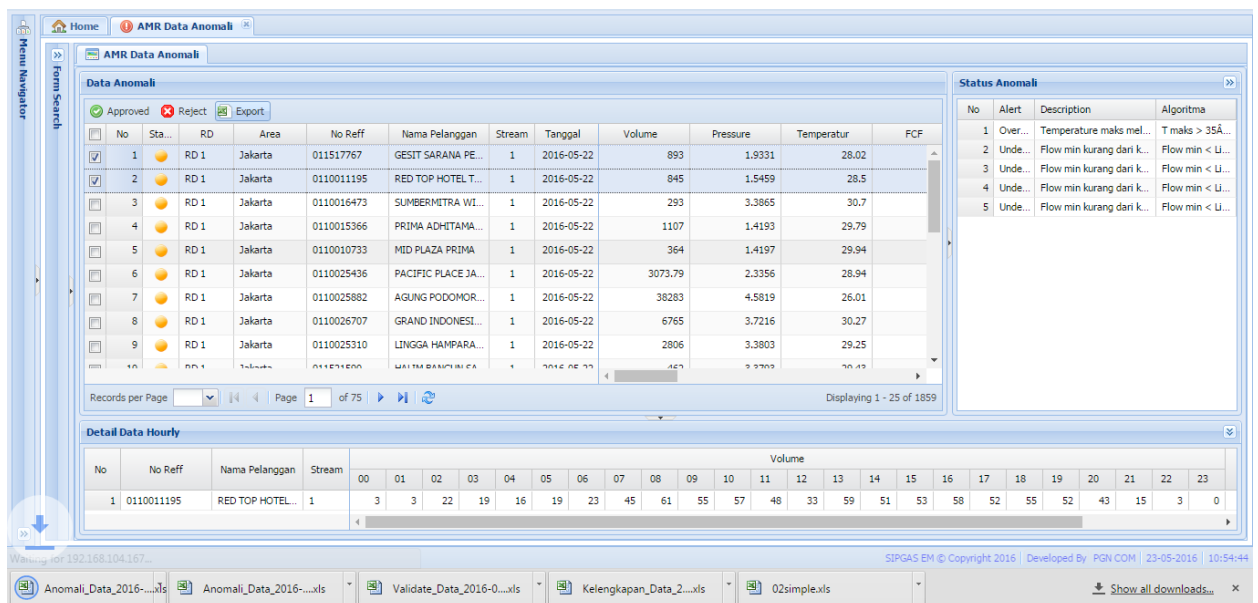 Home AMR Data Anomali
Menu Navigator
Form Search
AMR Data Anomali
Data Anomali
Approved Reject Export
No Sta... RD Area No Reff Nama Pelanggan Stream Tanggal Volume Pressure Temperatur FCF
1 RD 1 Jakarta 011517767 GESIT SARANA PE... 1 2016-05-22 893 1.9331 28.02
2 RD 1 Jakarta 0110011195 RED TOP HOTEL T... 1 2016-05-22 845 1.5459 28.5
3 RD 1 Jakarta 0110016473 SUMBERMITRA WI... 1 2016-05-22 293 3.3865 30.7
4 RD 1 Jakarta 0110015366 PRIMA ADHITAMA... 1 2016-05-22 1107 1.4193 29.79
5 RD 1 Jakarta 0110010733 MID PLAZA PRIMA 1 2016-05-22 364 1.4197 29.94
6 RD 1 Jakarta 0110025436 PACIFIC PLACE JA... 1 2016-05-22 3073.79 2.3356 28.94
7 RD 1 Jakarta 0110025882 AGUNG PODOMOR... 1 2016-05-22 38283 4.5819 26.01
8 RD 1 Jakarta 0110026707 GRAND INDONESI... 1 2016-05-22 6765 3.7216 30.27
9 RD 1 Jakarta 0110025310 LINGGA HAMPARA... 1 2016-05-22 2806 3.3803 29.25
Records per Page Page 1 of 75 Displaying 1 - 25 of 1859
Status Anomali
No Alert Description Algoritma
1 Over... Temperature maks mel... T maks > 35Â...
2 Unde... Flow min kurang dari k... Flow min < Li...
3 Unde... Flow min kurang dari k... Flow min < Li...
4 Unde... Flow min kurang dari k... Flow min < Li...
5 Unde... Flow min kurang dari k... Flow min < Li...
Detail Data Hourly
No No Reff Nama Pelanggan Stream Volume
00 01 02 03 04 05 06 07 08 09 10 11 12 13 14 15 16 17 18 19 20 21 22 23
1 0110011195 RED TOP HOTEL... 1 3 3 22 19 16 19 23 45 61 55 57 48 33 59 51 53 58 52 55 52 43 15 3 0
Waiting for 192.168.104.167...
SIPGAS EM © Copyright 2016 Developed By PGN COM 23-05-2016 10:54:44
Anomali_Data_2016-....xls Anomali_Data_2016-....xls Validate_Data_2016-0....xls Kelengkapan_Data_2....xls 02simple.xls Show all downloads...